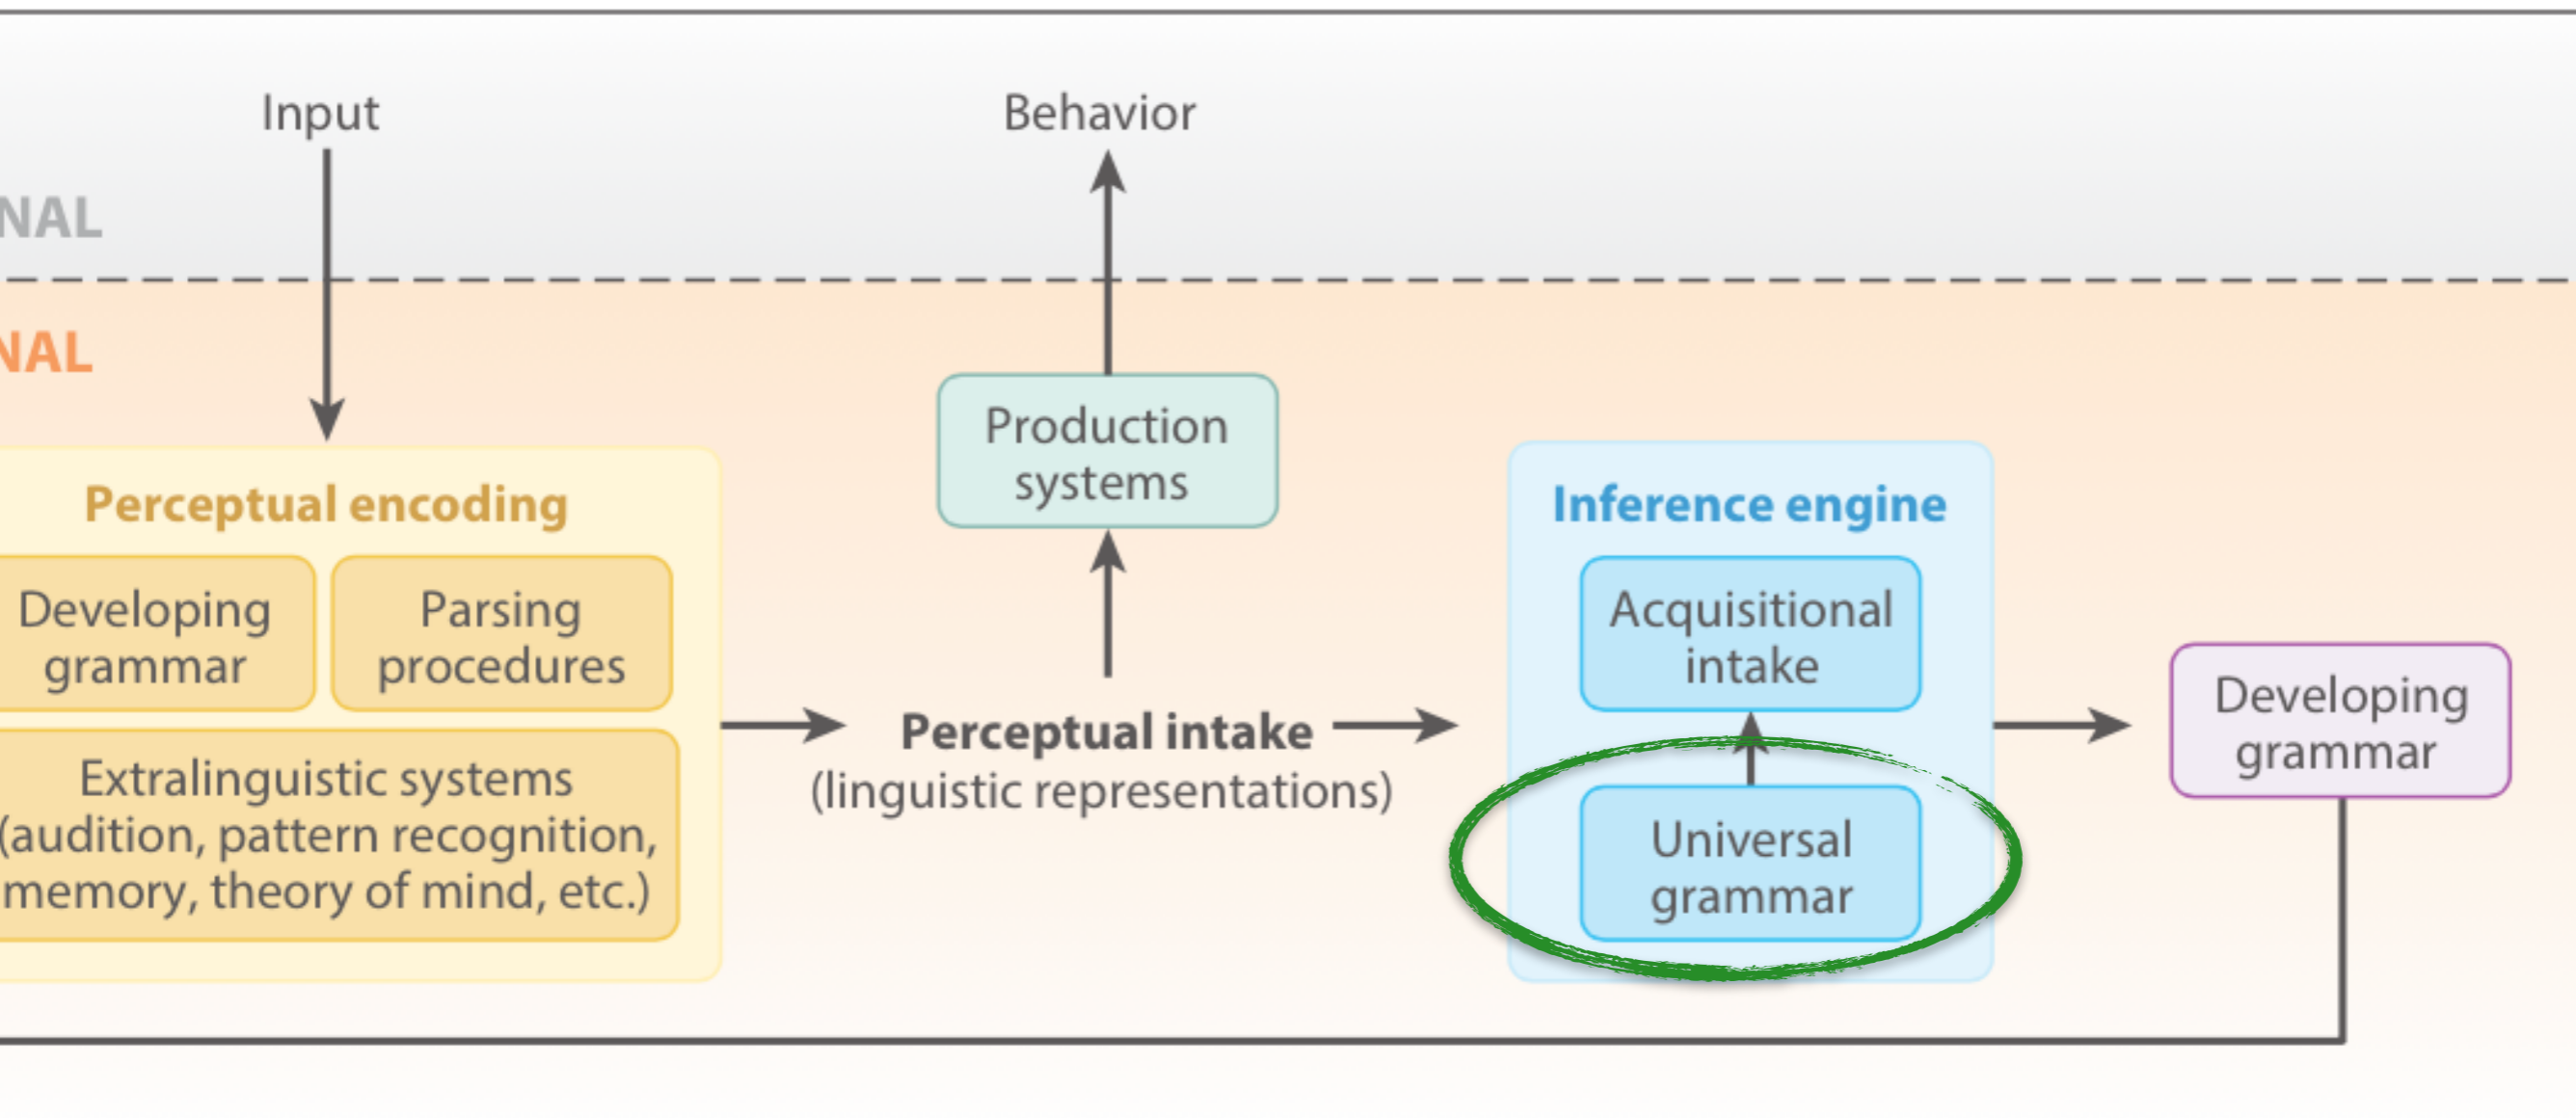 Input
Behavior
NAL
NAL
Perceptual encoding
Developing
grammar
Parsing
procedures
Extralinguistic systems
(audition, pattern recognition,
memory, theory of mind, etc.)
Production
systems
Perceptual intake
(linguistic representations)
Inference engine
Acquisitional
intake
Universal
grammar
Developing
grammar